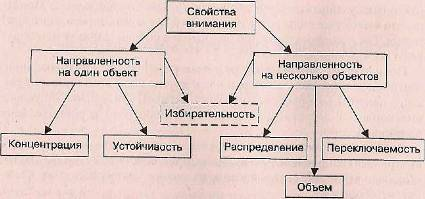 Свойства
внимания
Направленность
на один объект
Направленность
на несколько объектов
Избирательность
Концентрация
Устойчивость
Распределение
Переключаемость
Объем